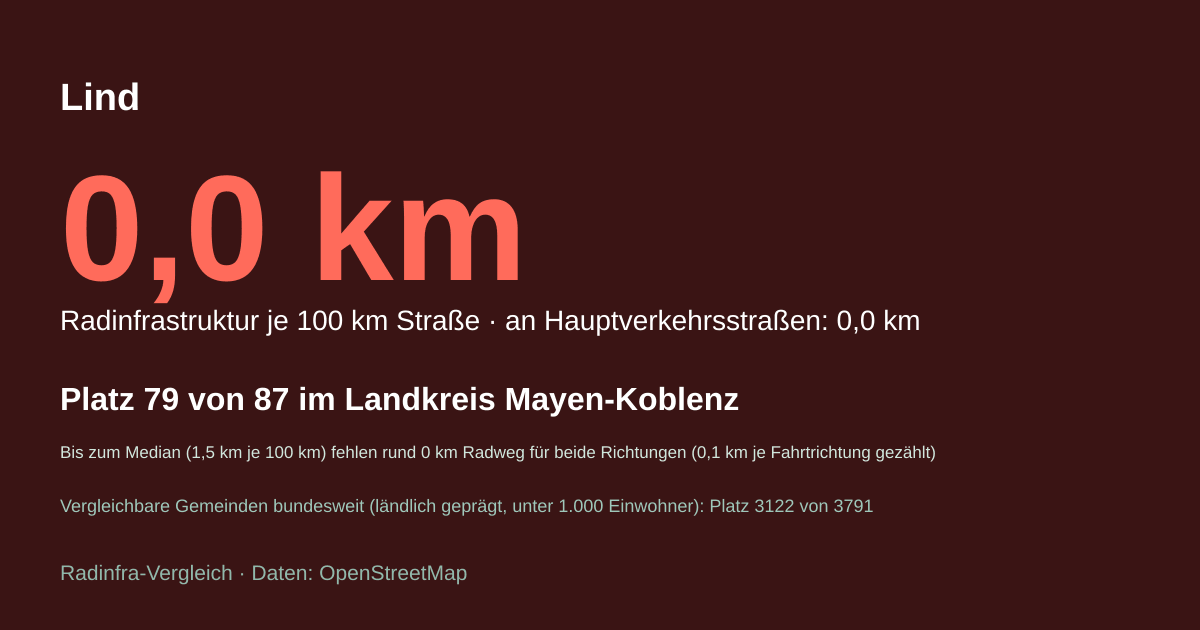 Lind
0,0 km
Radinfrastruktur je 100 km Straße · an Hauptverkehrsstraßen: 0,0 km
Platz 79 von 87 im Landkreis Mayen-Koblenz
Bis zum Median (1,5 km je 100 km) fehlen rund 0 km Radweg für beide Richtungen (0,1 km je Fahrtrichtung gezählt)
Vergleichbare Gemeinden bundesweit (ländlich geprägt, unter 1.000 Einwohner): Platz 3122 von 3791
Radinfra-Vergleich · Daten: OpenStreetMap